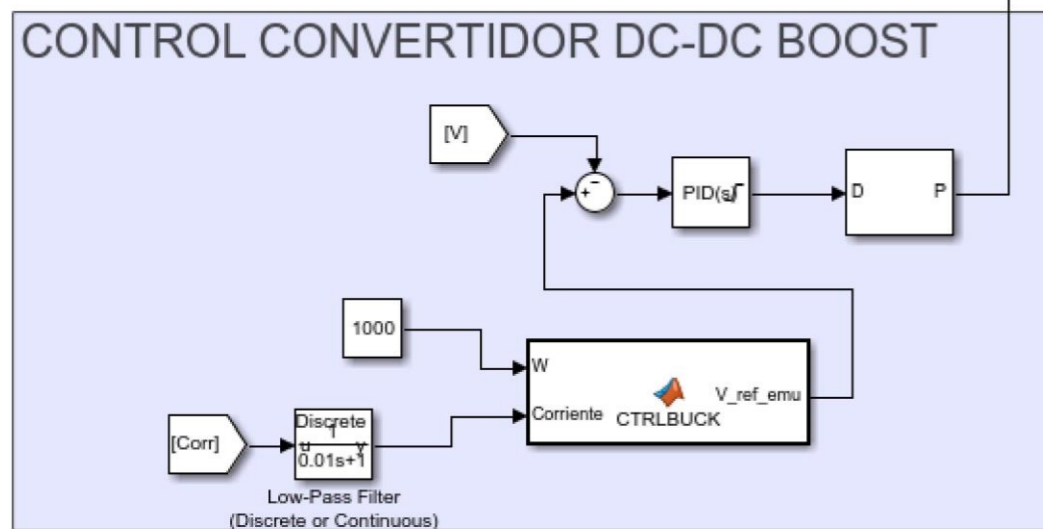 CONTROL CONVERTIDOR DC-DC BOOST
[V]
+
−
PID(s)
D
P
1000
W
Corriente
V_ref_emu
CTRLBUCK
[Corr]
Discrete
u
1
y
0.01s+1
Low-Pass Filter
(Discrete or Continuous)